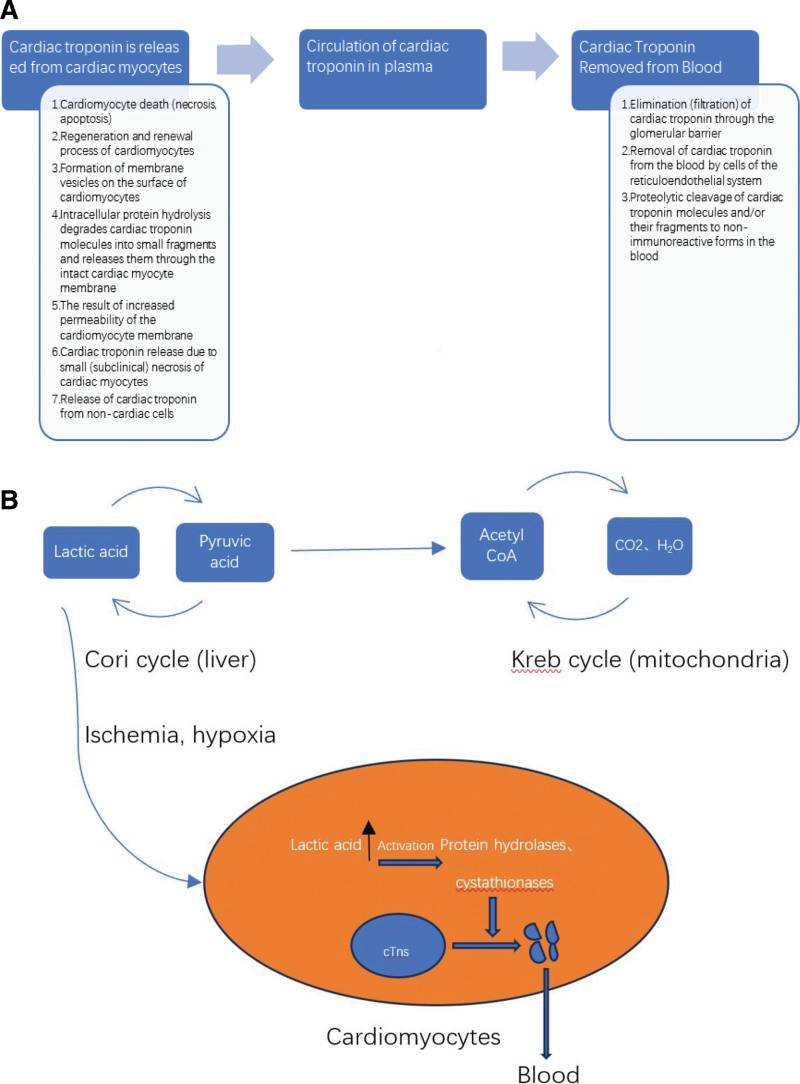 A
Cardiac troponin is releas
ed from cardiac myocytes
Circulation of cardiac
troponin in plasma
Cardiac Troponin
Removed from Blood
1.Cardiomyocyte death (necrosis,
apoptosis)
2.Regeneration and renewal
process of cardiomyocytes
3.Formation of membrane
vesicles on the surface of
cardiomyocytes
4.Intracellular protein hydrolysis
degrades cardiac troponin
molecules into small fragments
and releases them through the
intact cardiac myocyte
membrane
5.The result of increased
permeability of the
cardiomyocyte membrane
6.Cardiac troponin release due to
small (subclinical) necrosis of
cardiac myocytes
7.Release of cardiac troponin
from non-cardiac cells
1.Elimination (filtration) of
cardiac troponin through the
glomerular barrier
2.Removal of cardiac troponin
from the blood by cells of the
reticuloendothelial system
3.Proteolytic cleavage of cardiac
troponin molecules and/or
their fragments to non-
immunoreactive forms in the
blood
B
Lactic acid
Pyruvic
acid
Acetyl
CoA
CO2、H₂O
Cori cycle (liver)
Kreb cycle (mitochondria)
Ischemia, hypoxia
Lactic acid
Activation
Protein hydrolases、
cystathionases
cTns
Cardiomyocytes
Blood